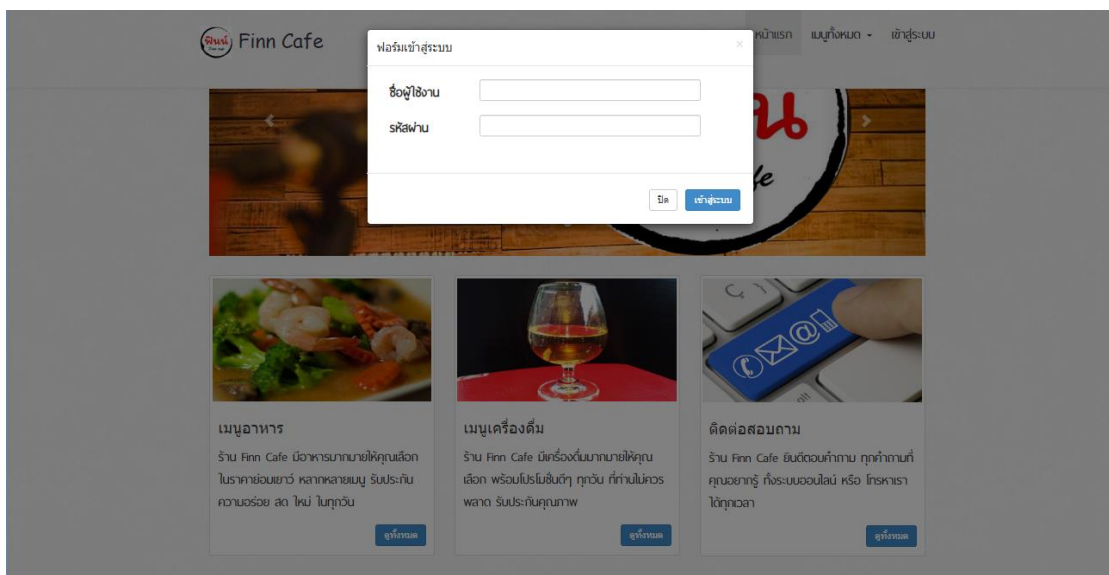 ฟินน์ Finn Cafe
หน้าแรก เมนูทั้งหมด เข้าสู่ระบบ
ฟอร์มเข้าสู่ระบบ ×
ชื่อผู้ใช้งาน
รหัสผ่าน
ปิด เข้าสู่ระบบ
เมนูอาหาร
ร้าน Finn Cafe มีอาหารมากมายให้คุณเลือก
ในราคาย่อมเยาว์ หลากหลายเมนู รับประกัน
ความอร่อย สด ใหม่ ในทุกวัน
ดูทั้งหมด
เมนูเครื่องดื่ม
ร้าน Finn Cafe มีเครื่องดื่มมากมายให้คุณ
เลือก พร้อมโปรโมชั่นดีๆ ทุกวัน ที่ท่านไม่ควร
พลาด รับประกันคุณภาพ
ดูทั้งหมด
ติดต่อสอบถาม
ร้าน Finn Cafe ยินดีตอบคำถาม ทุกคำถามที่
คุณอยากรู้ ทั้งระบบออนไลน์ หรือ โทรหาเรา
ได้ทุกเวลา
ดูทั้งหมด